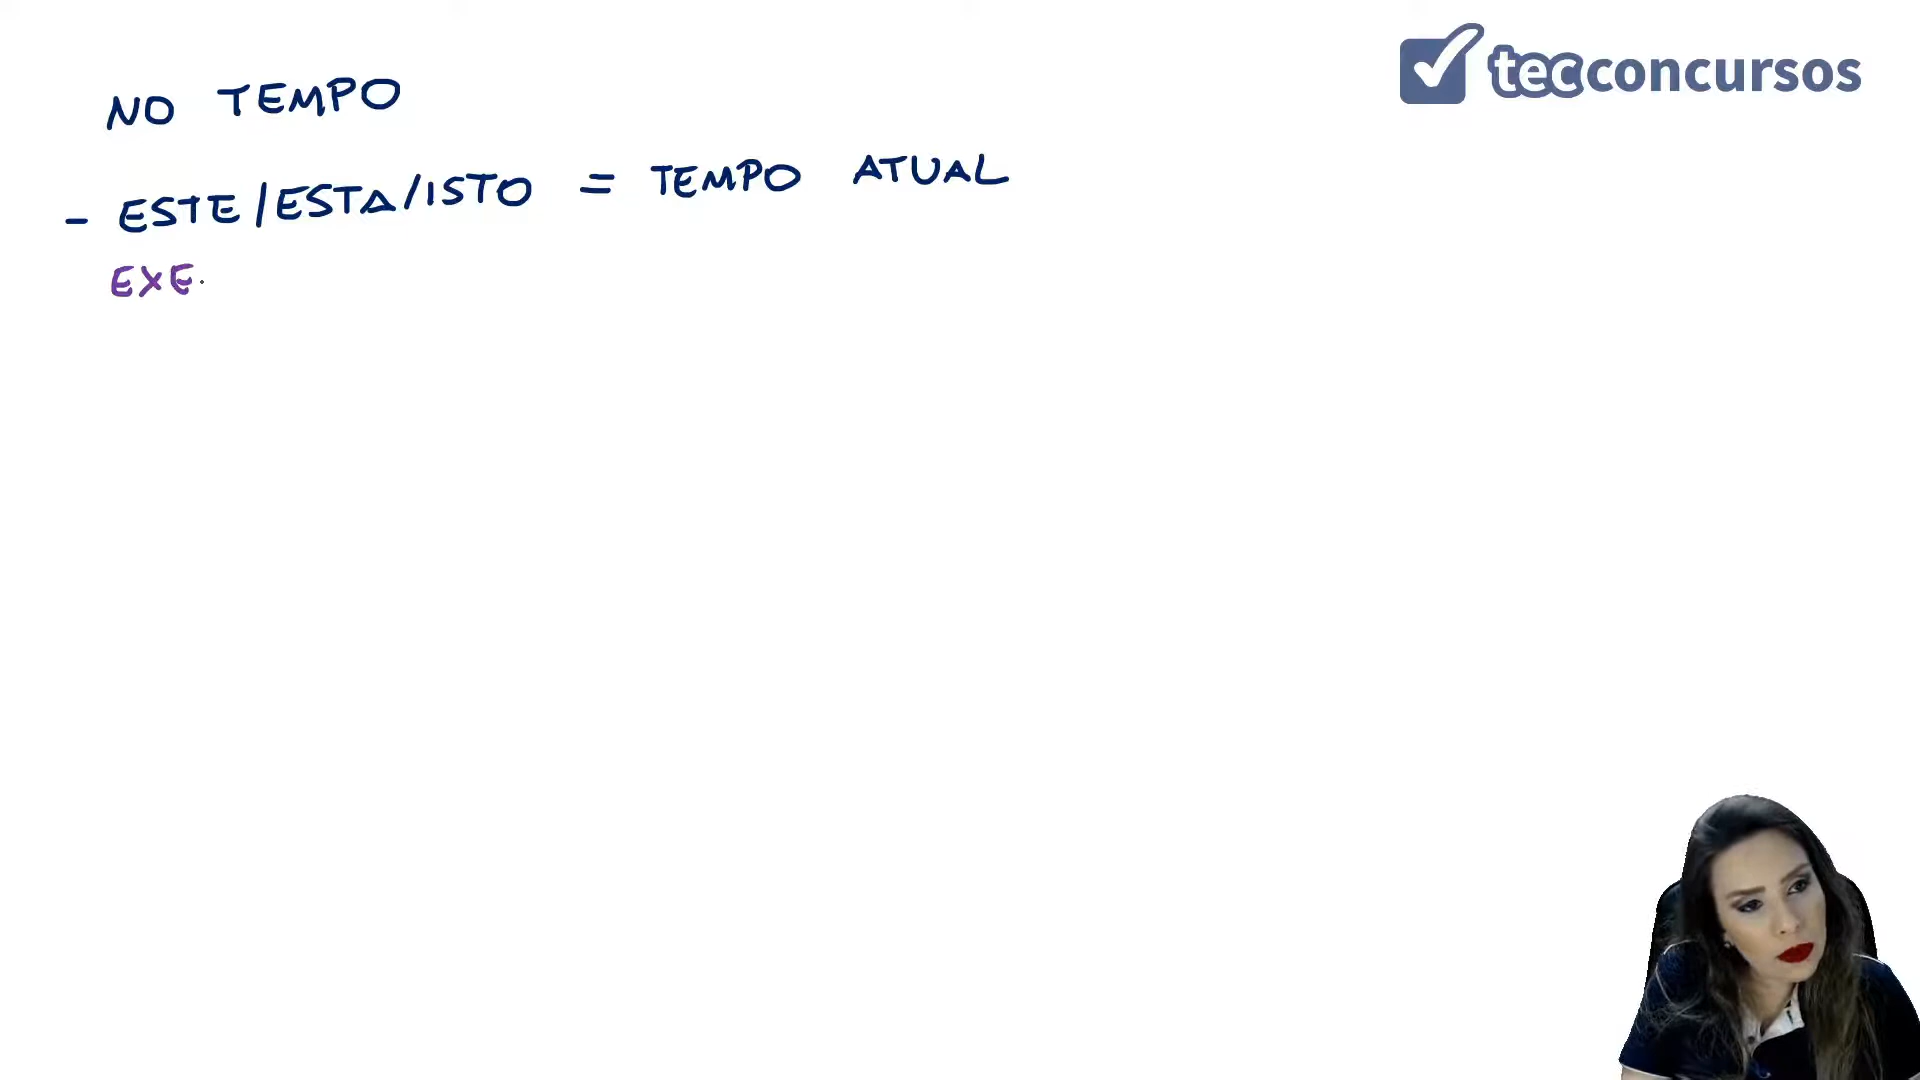 tecconcursos
NO TEMPO
- ESTE/ESTA/ISTO = TEMPO ATUAL
EXE